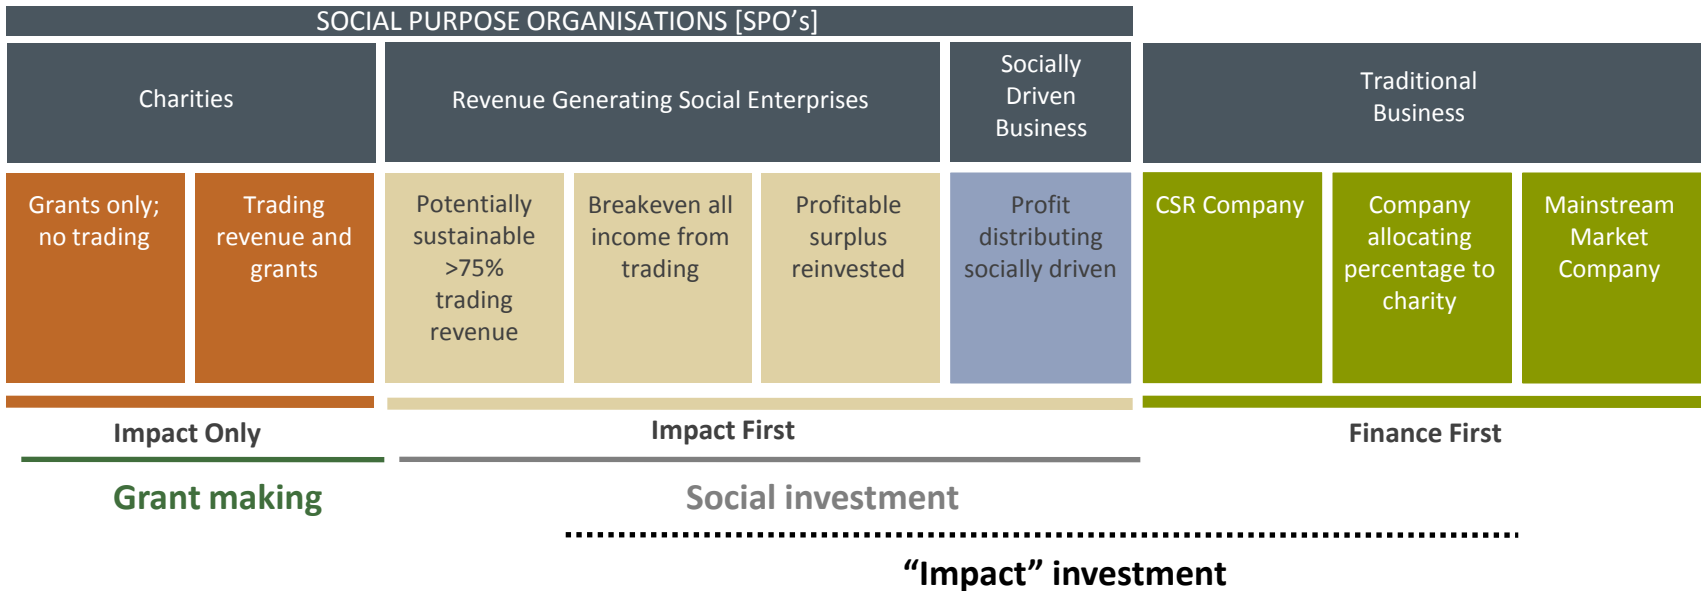 SOCIAL PURPOSE ORGANISATIONS [SPO's]
Charities
Revenue Generating Social Enterprises
Socially
Driven
Business
Traditional
Business
Grants only;
no trading
Trading
revenue and
grants
Potentially
sustainable
>75%
trading
revenue
Breakeven all
income from
trading
Profitable
surplus
reinvested
Profit
distributing
socially driven
CSR Company
Company
allocating
percentage to
charity
Mainstream
Market
Company
Impact Only
Impact First
Finance First
Grant making
Social investment
“Impact” investment